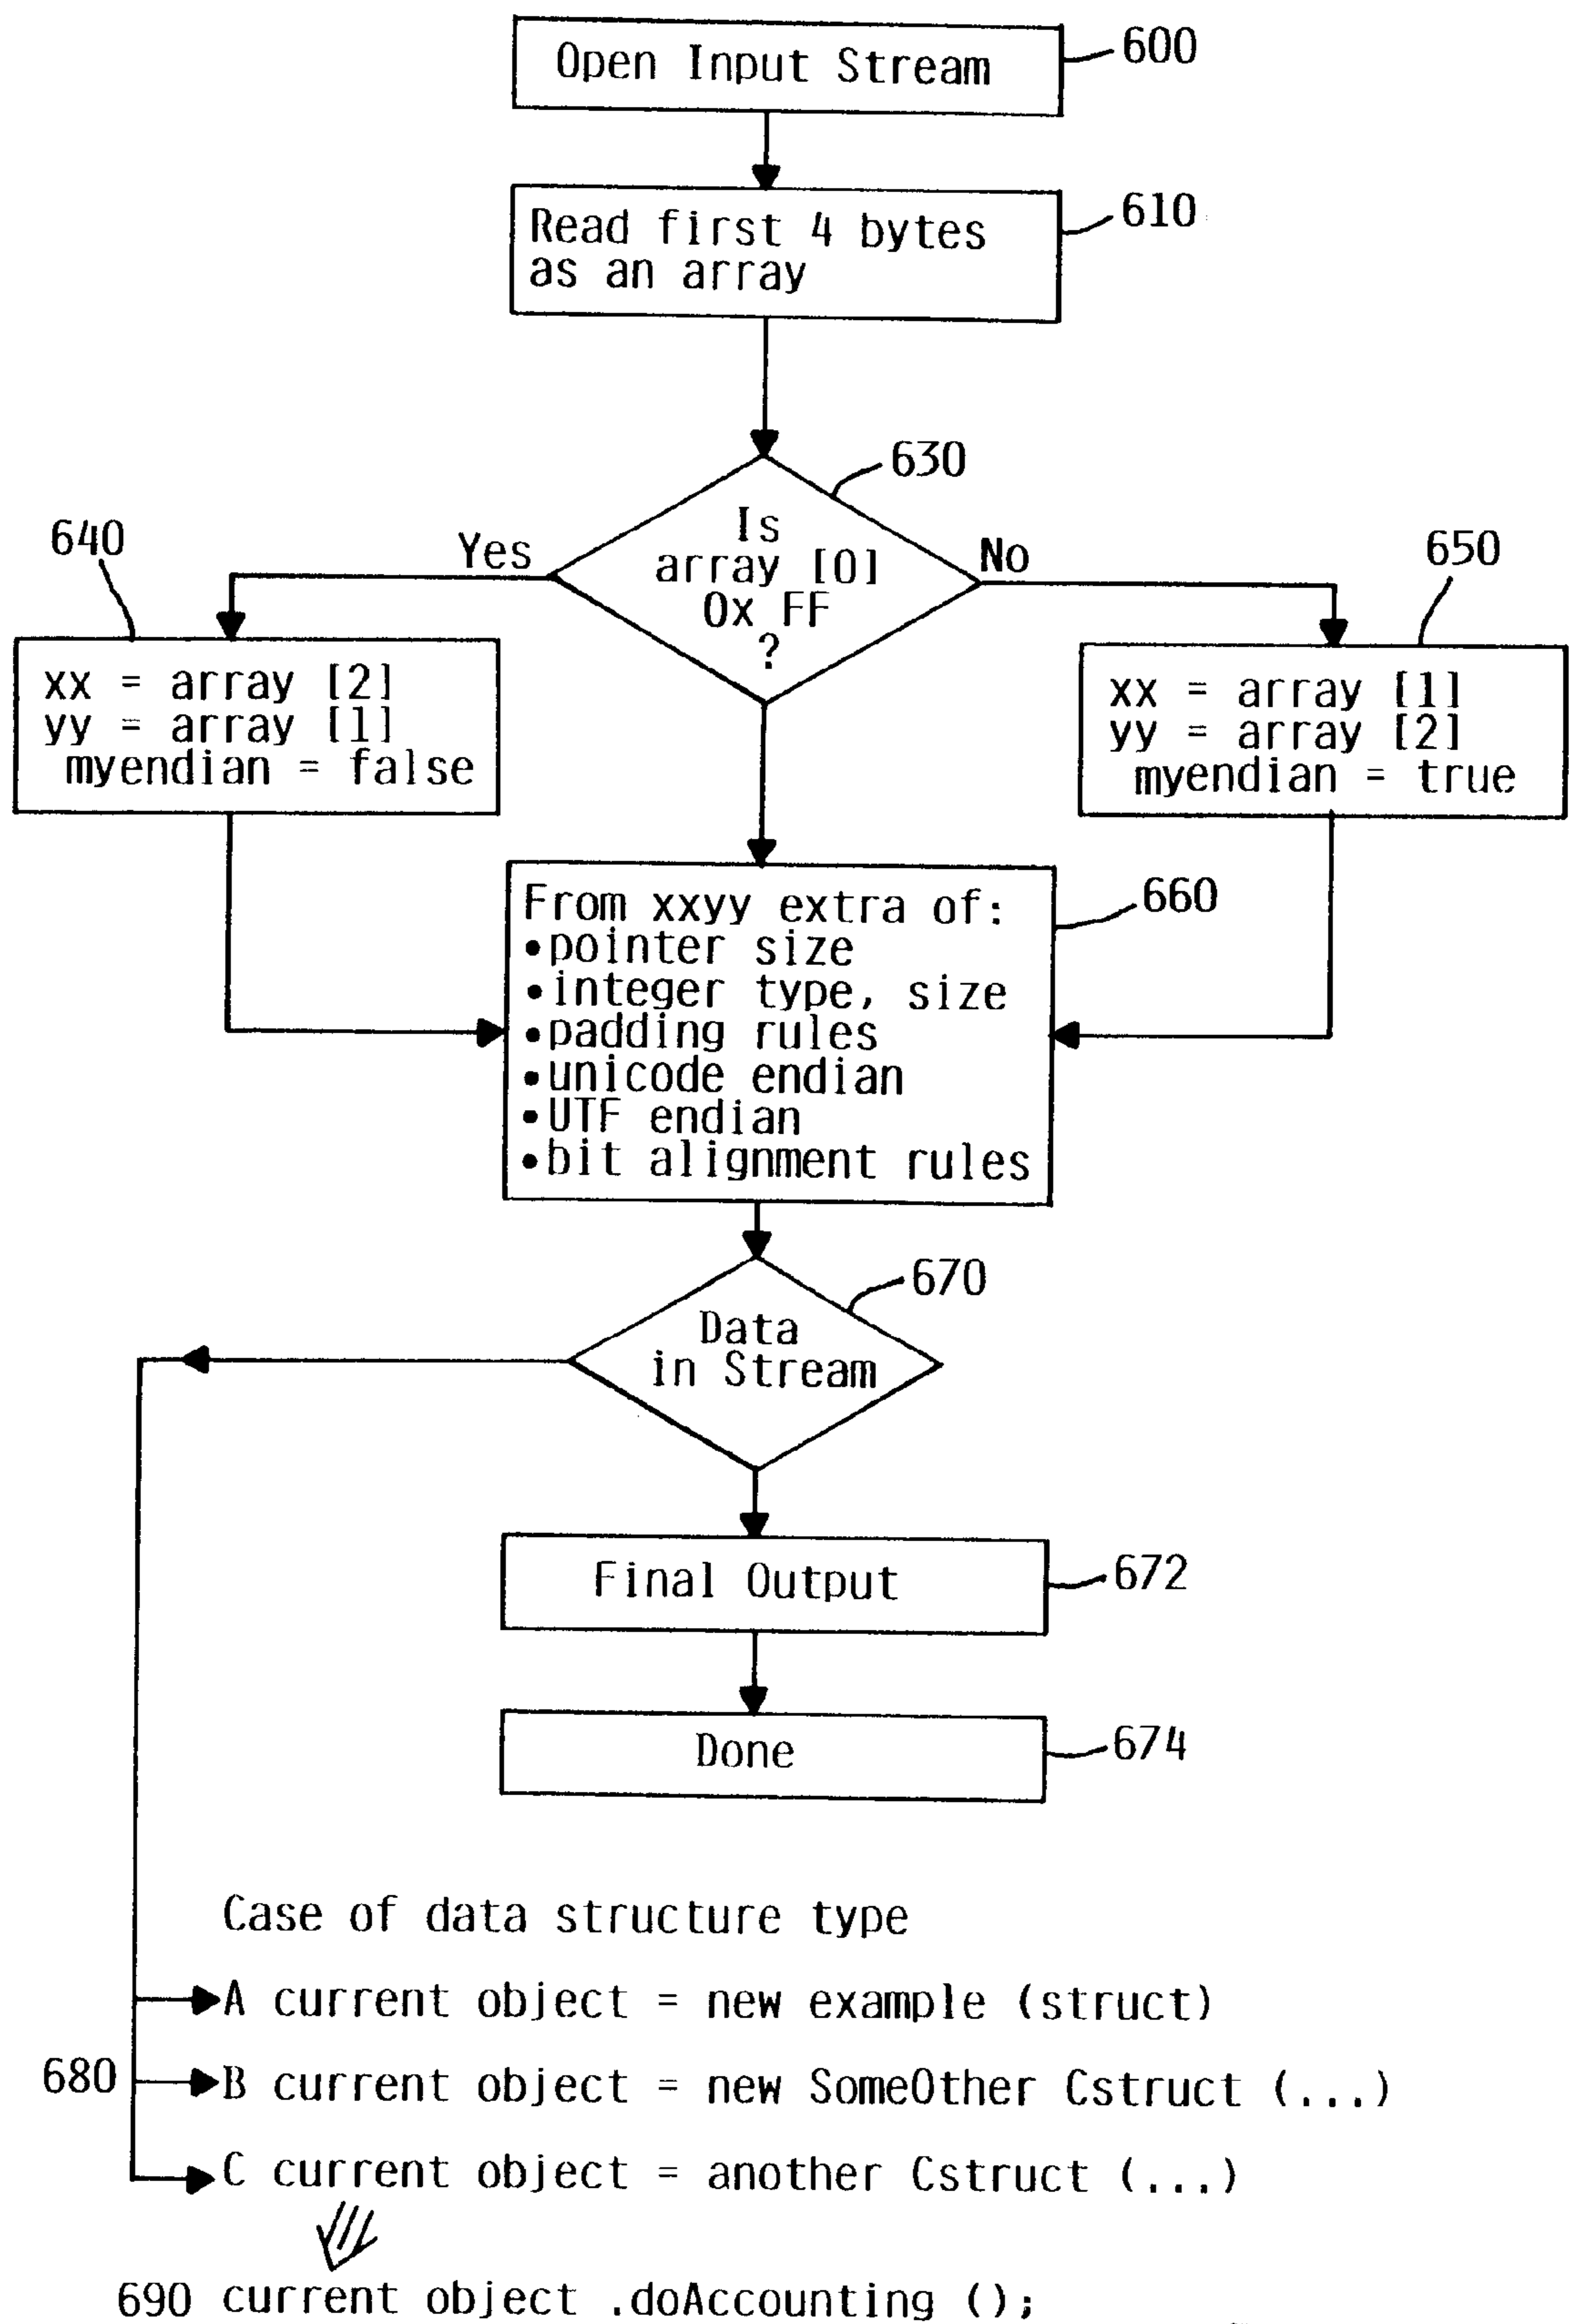 Open Input Stream
600
Read first 4 bytes
as an array
610
630
Is
array [0]
0x FF
?
Yes
No
640
xx = array [2]
yy = array [1]
myendian = false
650
xx = array [1]
yy = array [2]
myendian = true
From xxyy extra of:
•pointer size
•integer type, size
•padding rules
•unicode endian
•UTF endian
•bit alignment rules
660
670
Data
in Stream
Final Output
672
Done
674
Case of data structure type
A current object = new example (struct)
680
B current object = new SomeOther Cstruct (...)
C current object = another Cstruct (...)
690 current object .doAccounting ();